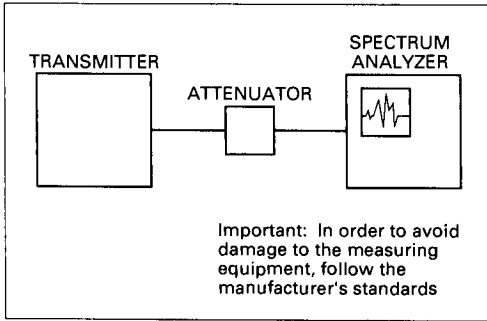 TRANSMITTER
ATTENUATOR
SPECTRUM
ANALYZER
Important: In order to avoid
damage to the measuring
equipment, follow the
manufacturer's standards